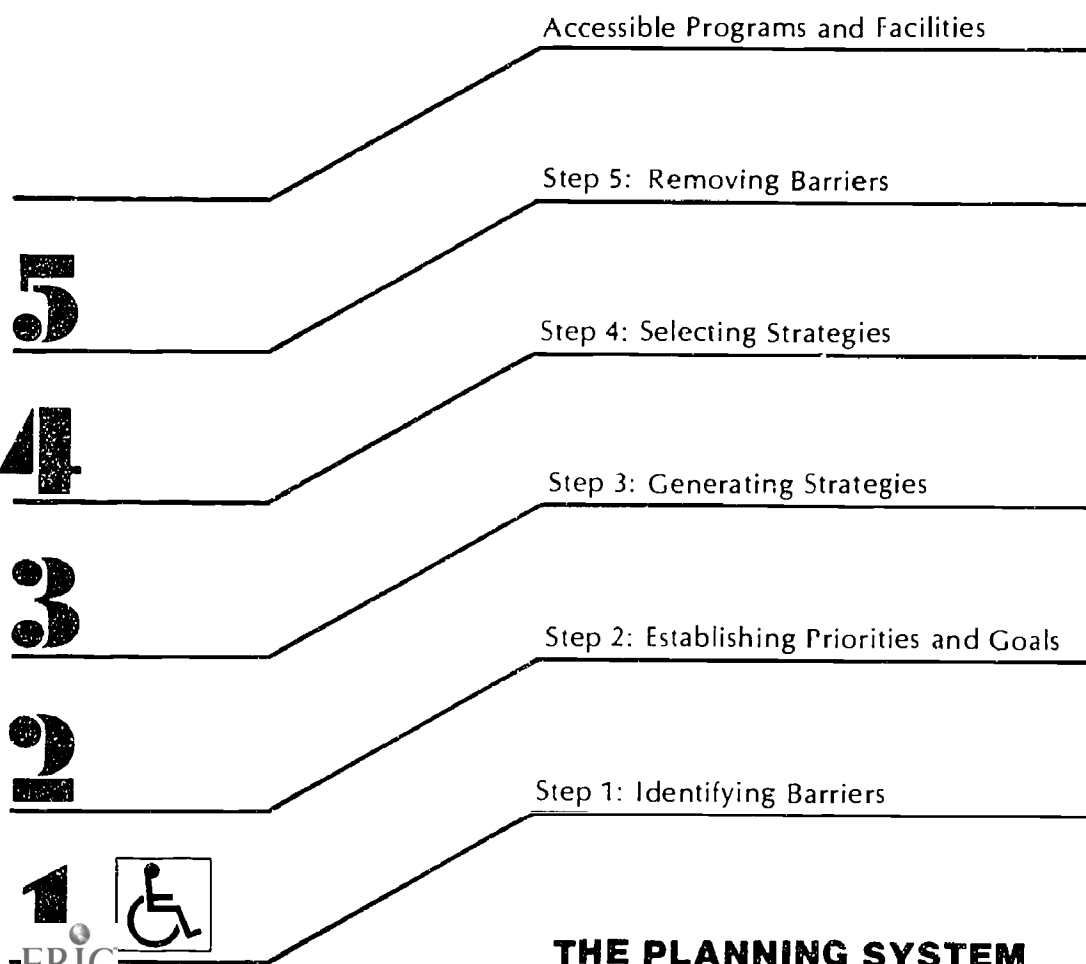 Accessible Programs and Facilities
Step 5: Removing Barriers
5
Step 4: Selecting Strategies
4
Step 3: Generating Strategies
3
Step 2: Establishing Priorities and Goals
2
Step 1: Identifying Barriers
1
ERIC
THE PLANNING SYSTEM